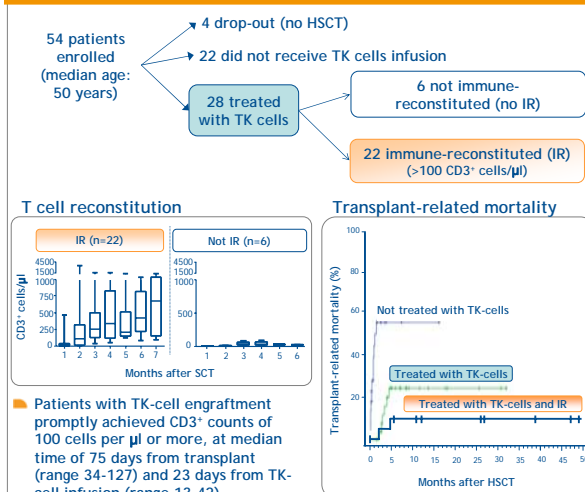 54 patients
enrolled
(median age:
50 years)
4 drop-out (no HSCT)
22 did not receive TK cells infusion
28 treated
with TK cells
6 not immune-
reconstituted (no IR)
22 immune-reconstituted (IR)
(>100 CD3+ cells/µl)
T cell reconstitution
IR (n=22)
Not IR (n=6)
CD3+ cells/µl
4500
1500
1000
750
500
250
0
1 2 3 4 5 6 7
4500
1500
1000
750
500
250
0
1 2 3 4 5 6
Months after SCT
Patients with TK-cell engraftment
promptly achieved CD3+ counts of
100 cells per µl or more, at median
time of 75 days from transplant
(range 34-127) and 23 days from TK-
cell infusion (range 13-42)
Transplant-related mortality
Transplant-related mortality (%)
100
80
60
40
20
Not treated with TK-cells
Treated with TK-cells
Treated with TK-cells and IR
0 5 10 15 20 25 30 35 40 45 50
Months after HSCT